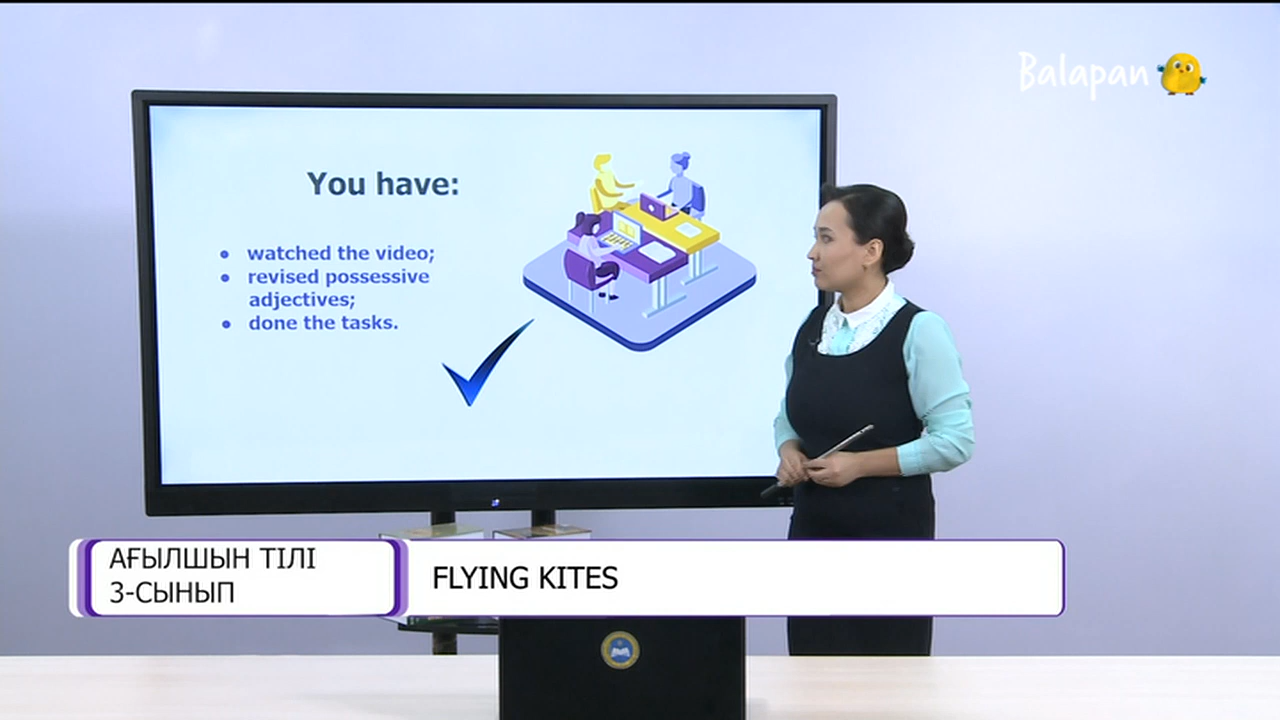 Balapan
You have:
• watched the video;
• revised possessive
adjectives;
• done the tasks.
АҒЫЛШЫН ТІЛІ
3-СЫНЫП
FLYING KITES